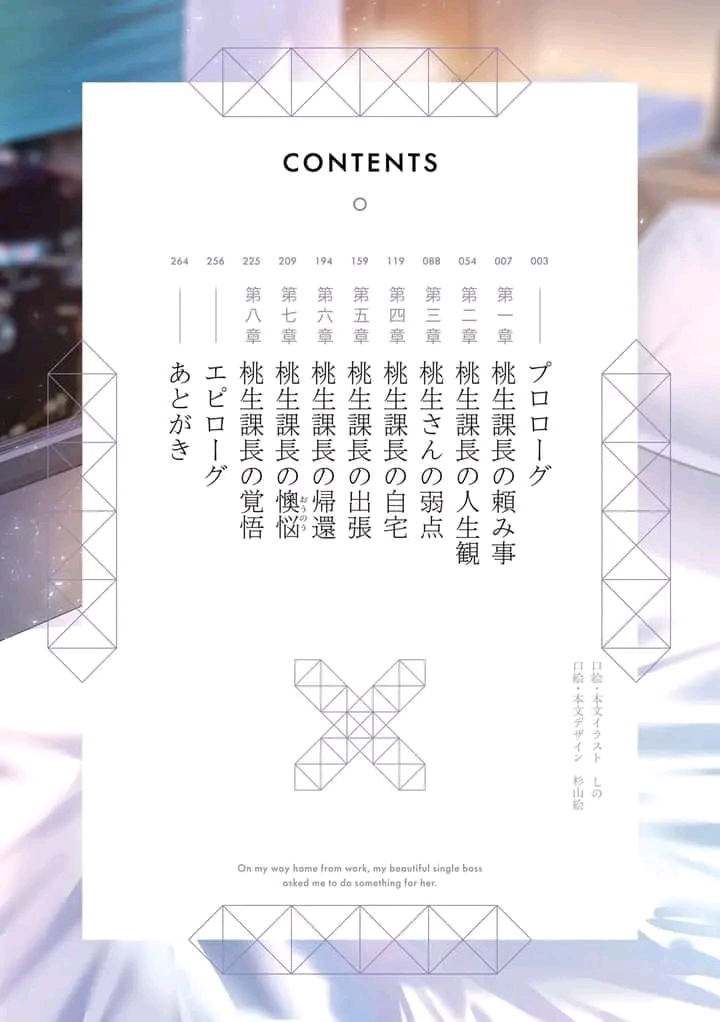 CONTENTS
003 プロローグ
007 第一章 桃生課長の頼み事
054 第二章 桃生課長の人生観
088 第三章 桃生さんの弱点
119 第四章 桃生課長の自宅
159 第五章 桃生課長の出張
194 第六章 桃生課長の帰還
209 第七章 桃生課長の懊悩
おうのう
225 第八章 桃生課長の覚悟
256 エピローグ
264 あとがき
口絵・本文イラスト しの
口絵・本文デザイン 杉山絵
On my way home from work, my beautiful single boss
asked me to do something for her.